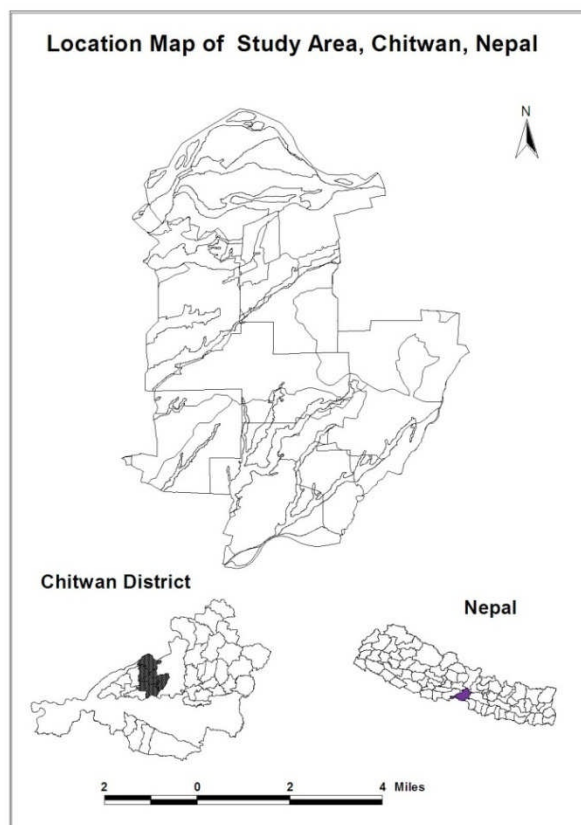 Location Map of Study Area, Chitwan, Nepal
N
Chitwan District
Nepal
2 0 2 4 Miles